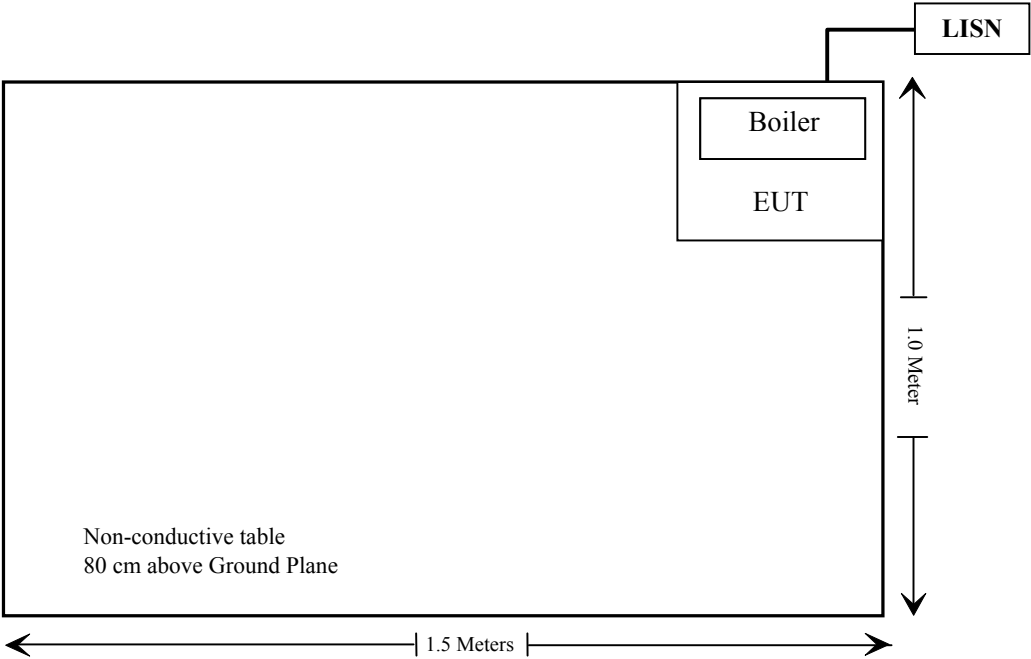 LISN
Boiler
EUT
1.0 Meter
Non-conductive table
80 cm above Ground Plane
1.5 Meters